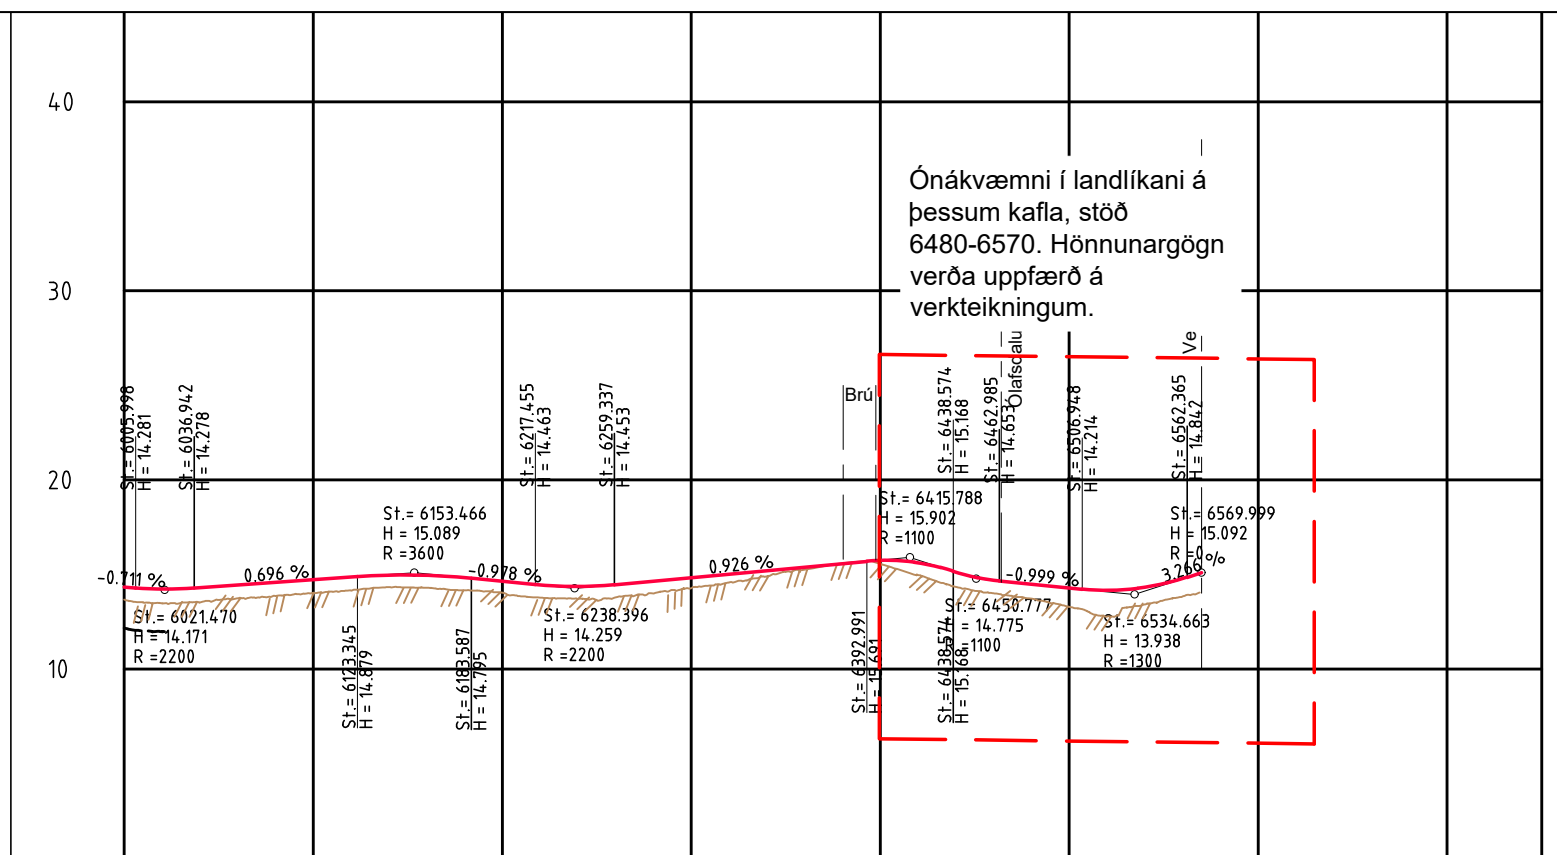 40
30
20
10
Ónákvæmni í landlíkani á
þessum kafla, stöð
6480-6570. Hönnunargögn
verða uppfærð á
verkteikningum.
St.= 6005.998
H = 14.281
St.= 6036.942
H = 14.278
St.= 6217.455
H = 14.463
St.= 6259.337
H = 14.453
Brú
St.= 6438.574
H = 15.168
St.= 6462.985
H = 14.653
Ólafsdalu
St.= 6506.948
H = 14.214
St.= 6562.365
H = 14.842
Ve
St.= 6153.466
H = 15.089
R =3600
St.= 6415.788
H = 15.902
R =1100
St.= 6569.999
H = 15.092
R =0
-0.711 %
0.696 %
-0.978 %
0.926 %
-0.999 %
3.266 %
St.= 6021.470
H = 14.171
R =2200
St.= 6123.345
H = 14.879
St.= 6183.587
H = 14.795
St.= 6238.396
H = 14.259
R =2200
St.= 6392.991
H = 15.691
St.= 6438.574
H = 15.168
St.= 6450.777
H = 14.775
=1100
St.= 6534.663
H = 13.938
R =1300